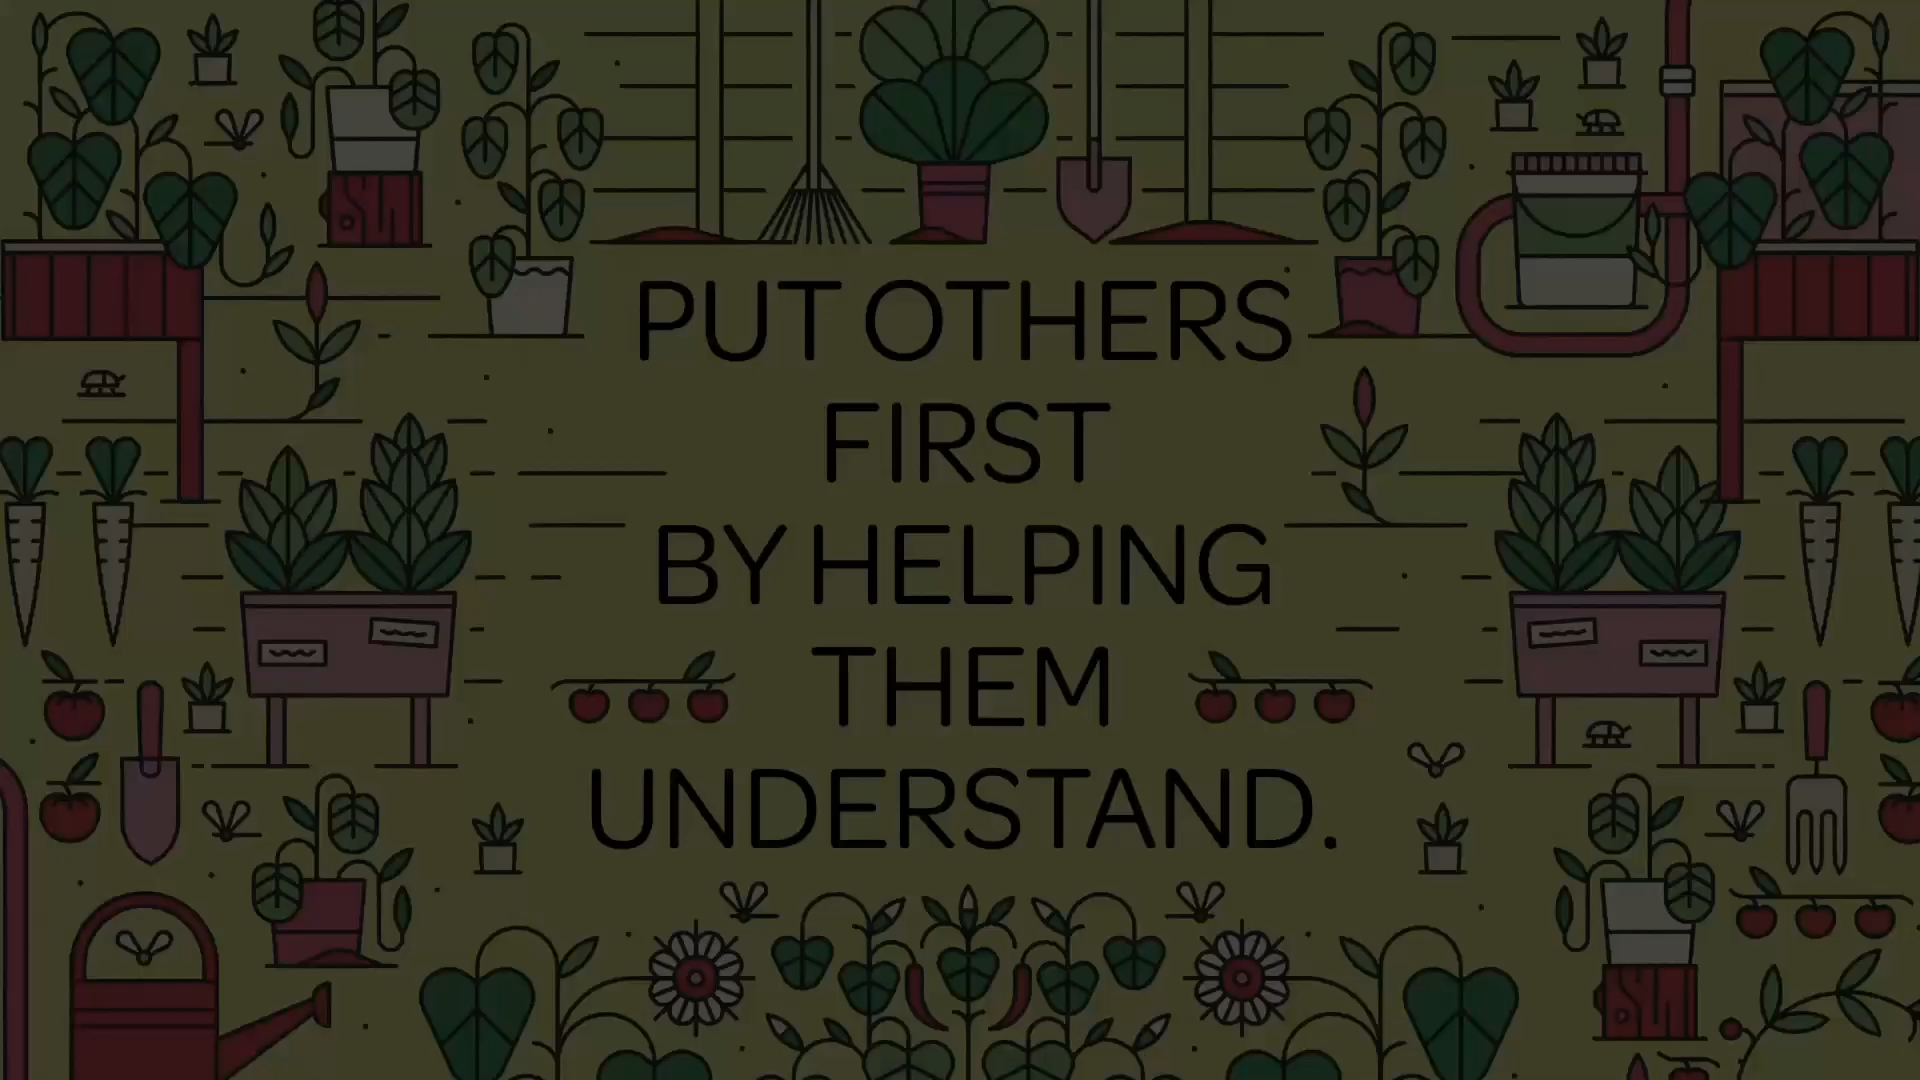 PUT OTHERS
FIRST
BY HELPING
THEM
UNDERSTAND.